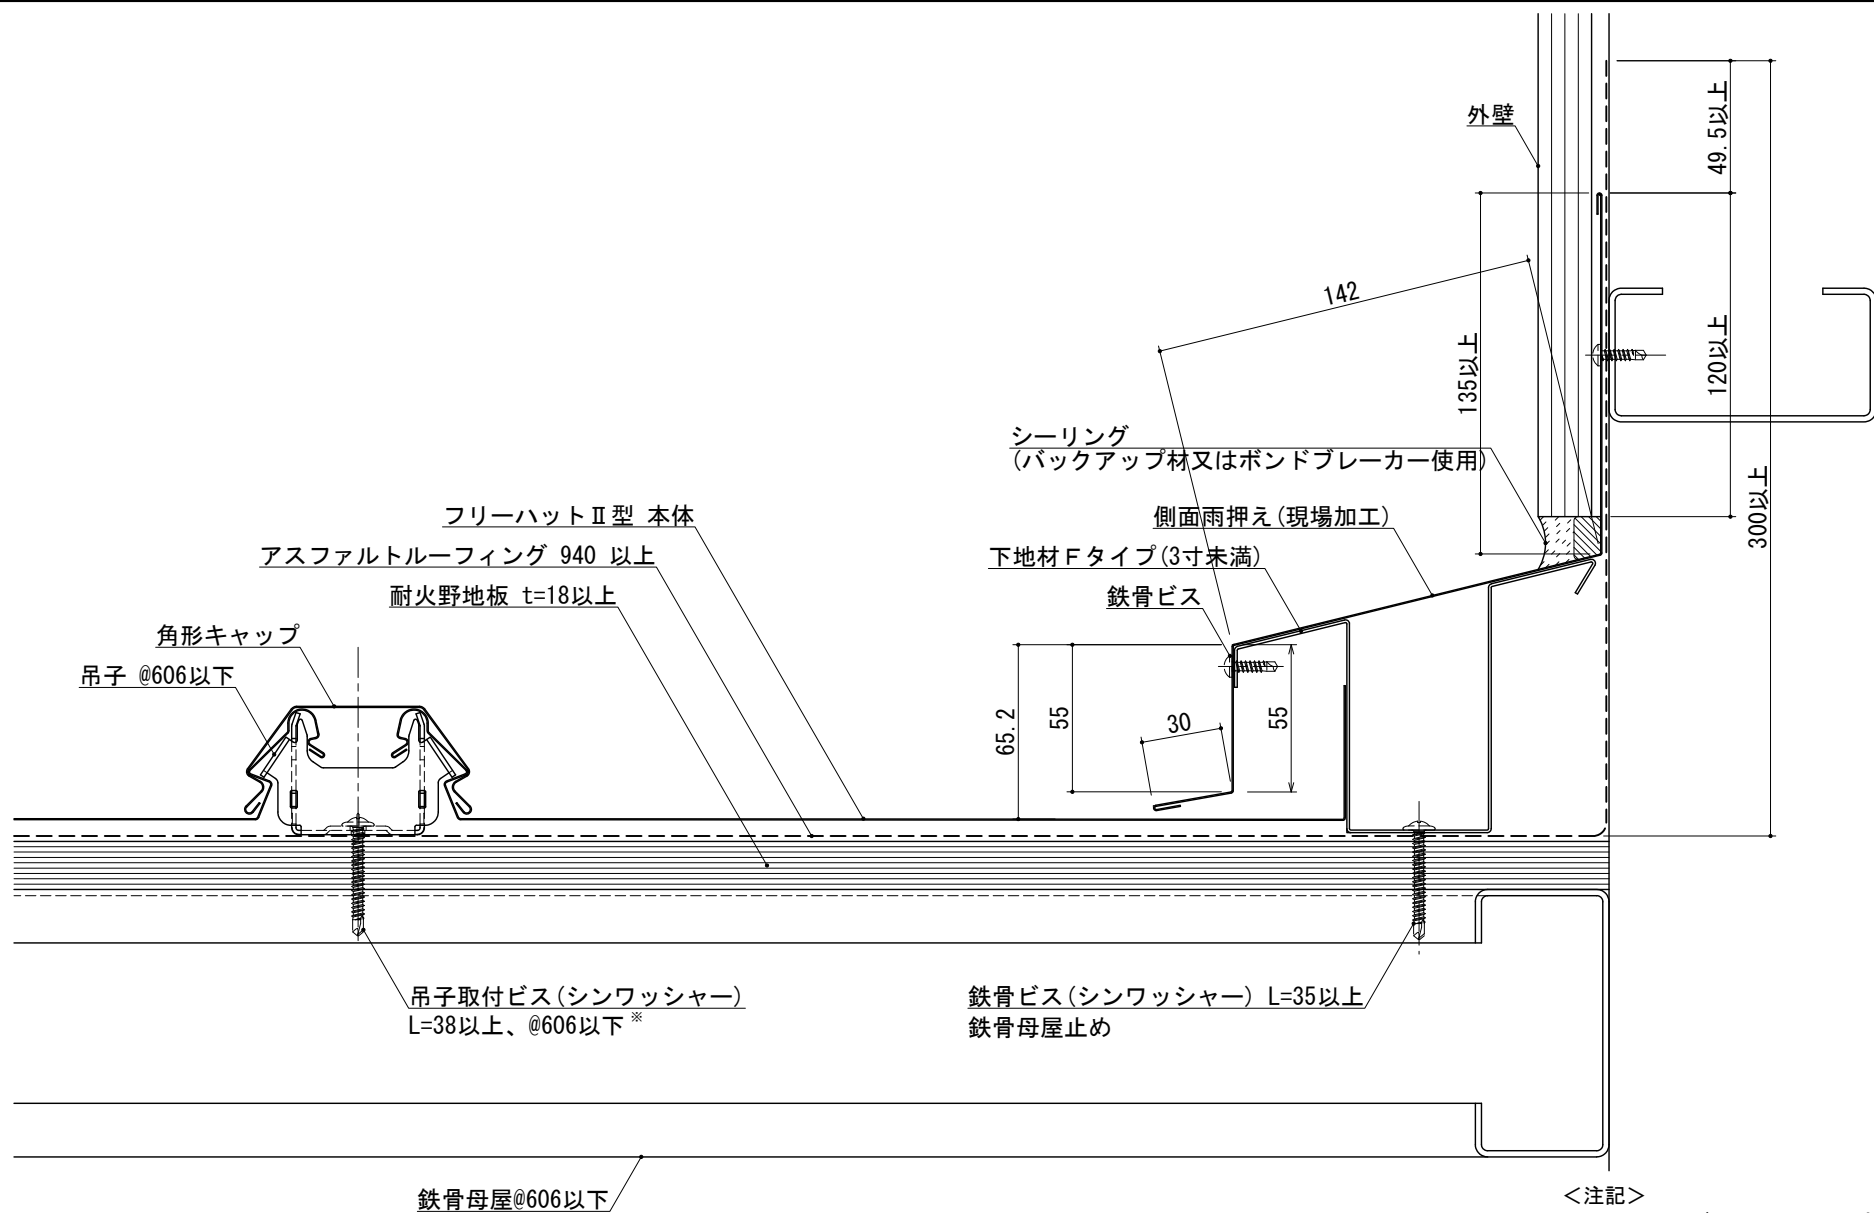 外壁
49.5以上
142
135以上
120以上
300以上
シーリング
(バックアップ材又はボンドブレーカー使用)
フリーハットⅡ型 本体
側面雨押え(現場加工)
アスファルトルーフィング 940 以上
下地材Fタイプ(3寸未満)
耐火野地板 t=18以上
鉄骨ビス
角形キャップ
吊子 @606以下
65.2
55
30
55
吊子取付ビス(シンワッシャー)
L=38以上、@606以下※
鉄骨ビス(シンワッシャー) L=35以上
鉄骨母屋止め
鉄骨母屋@606以下
<注記>